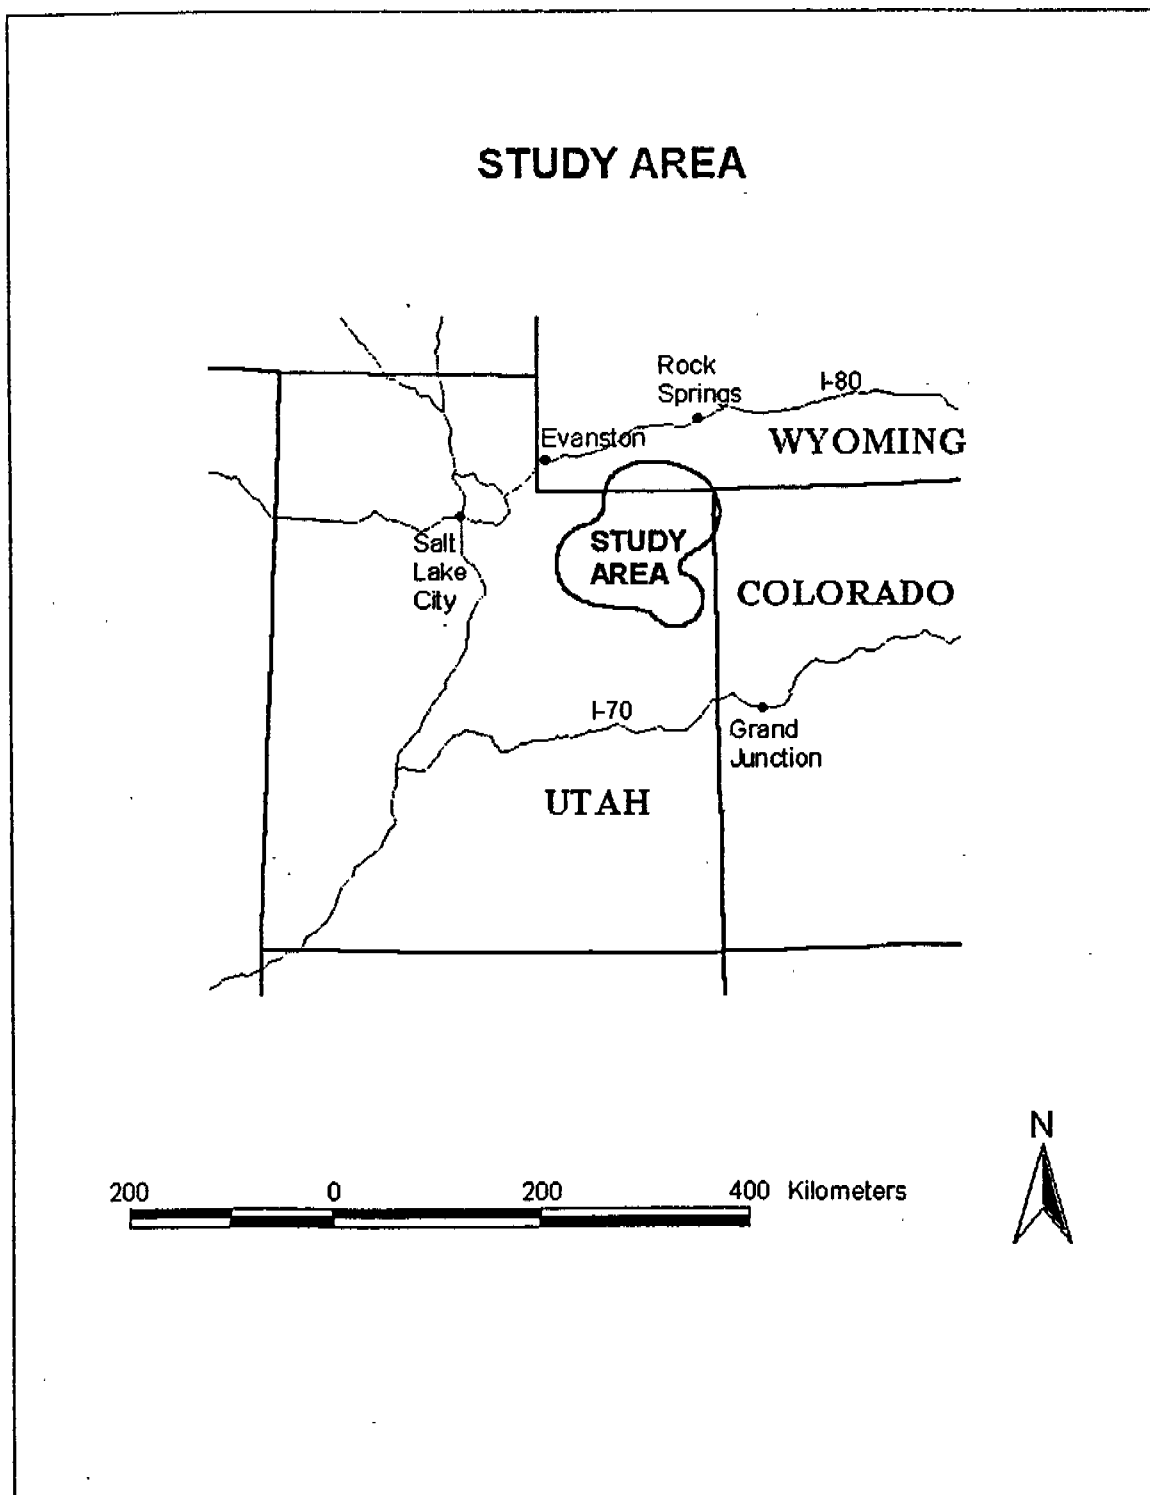 STUDY AREA
Rock
Springs
I-80
Evanston
WYOMING
STUDY
AREA
Salt
Lake
City
COLORADO
I-70
Grand
Junction
UTAH
N
200 0 200 400 Kilometers